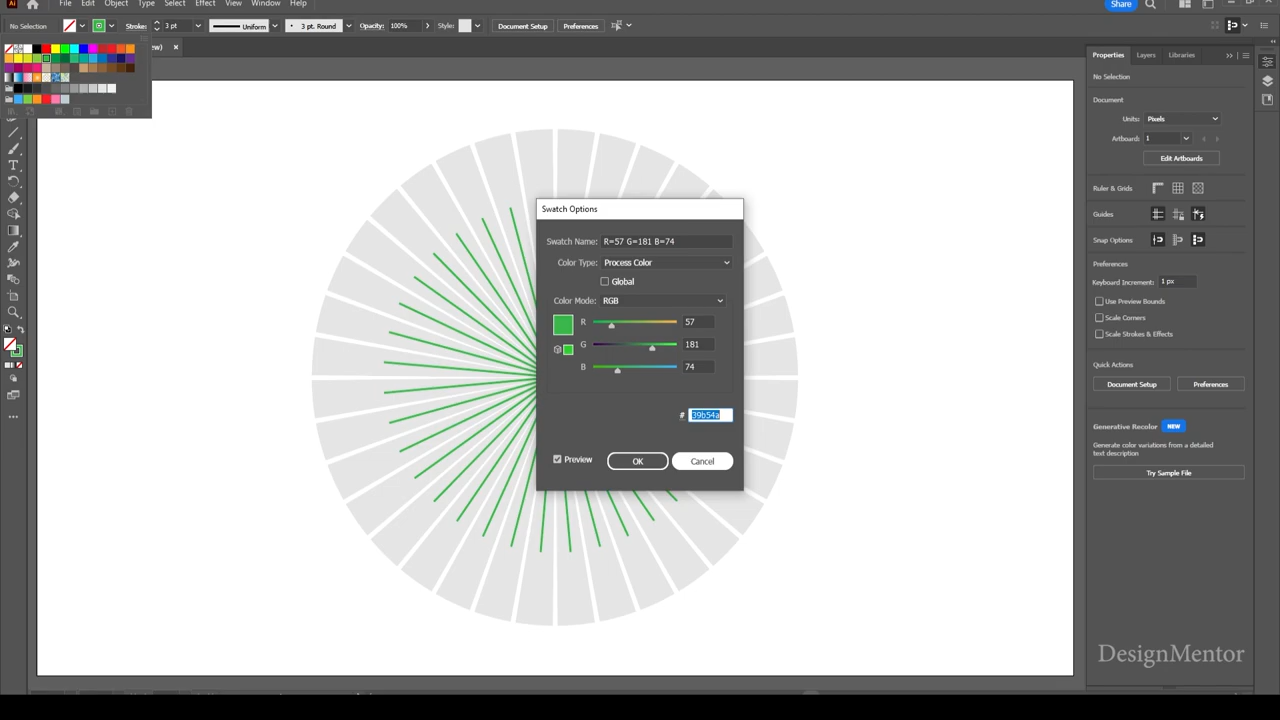 Ai File Edit Object Type Select Effect View Window Help Share
No Selection Stroke: 3 pt Uniform 3 pt. Round Opacity: 100% Style: Document Setup Preferences
Properties Layers Libraries
No Selection
Document
Units: Pixels
Artboard: 1
Edit Artboards
Ruler & Grids
Guides
Snap Options
Preferences
Keyboard Increment: 1 px
Use Preview Bounds
Scale Corners
Scale Strokes & Effects
Quick Actions
Document Setup Preferences
Generative Recolor NEW
Generate color variations from a detailed
text description
Try Sample File
Swatch Options
Swatch Name: R=57 G=181 B=74
Color Type: Process Color
Global
Color Mode: RGB
R 57
G 181
B 74
# 39b54a
Preview OK Cancel
DesignMentor